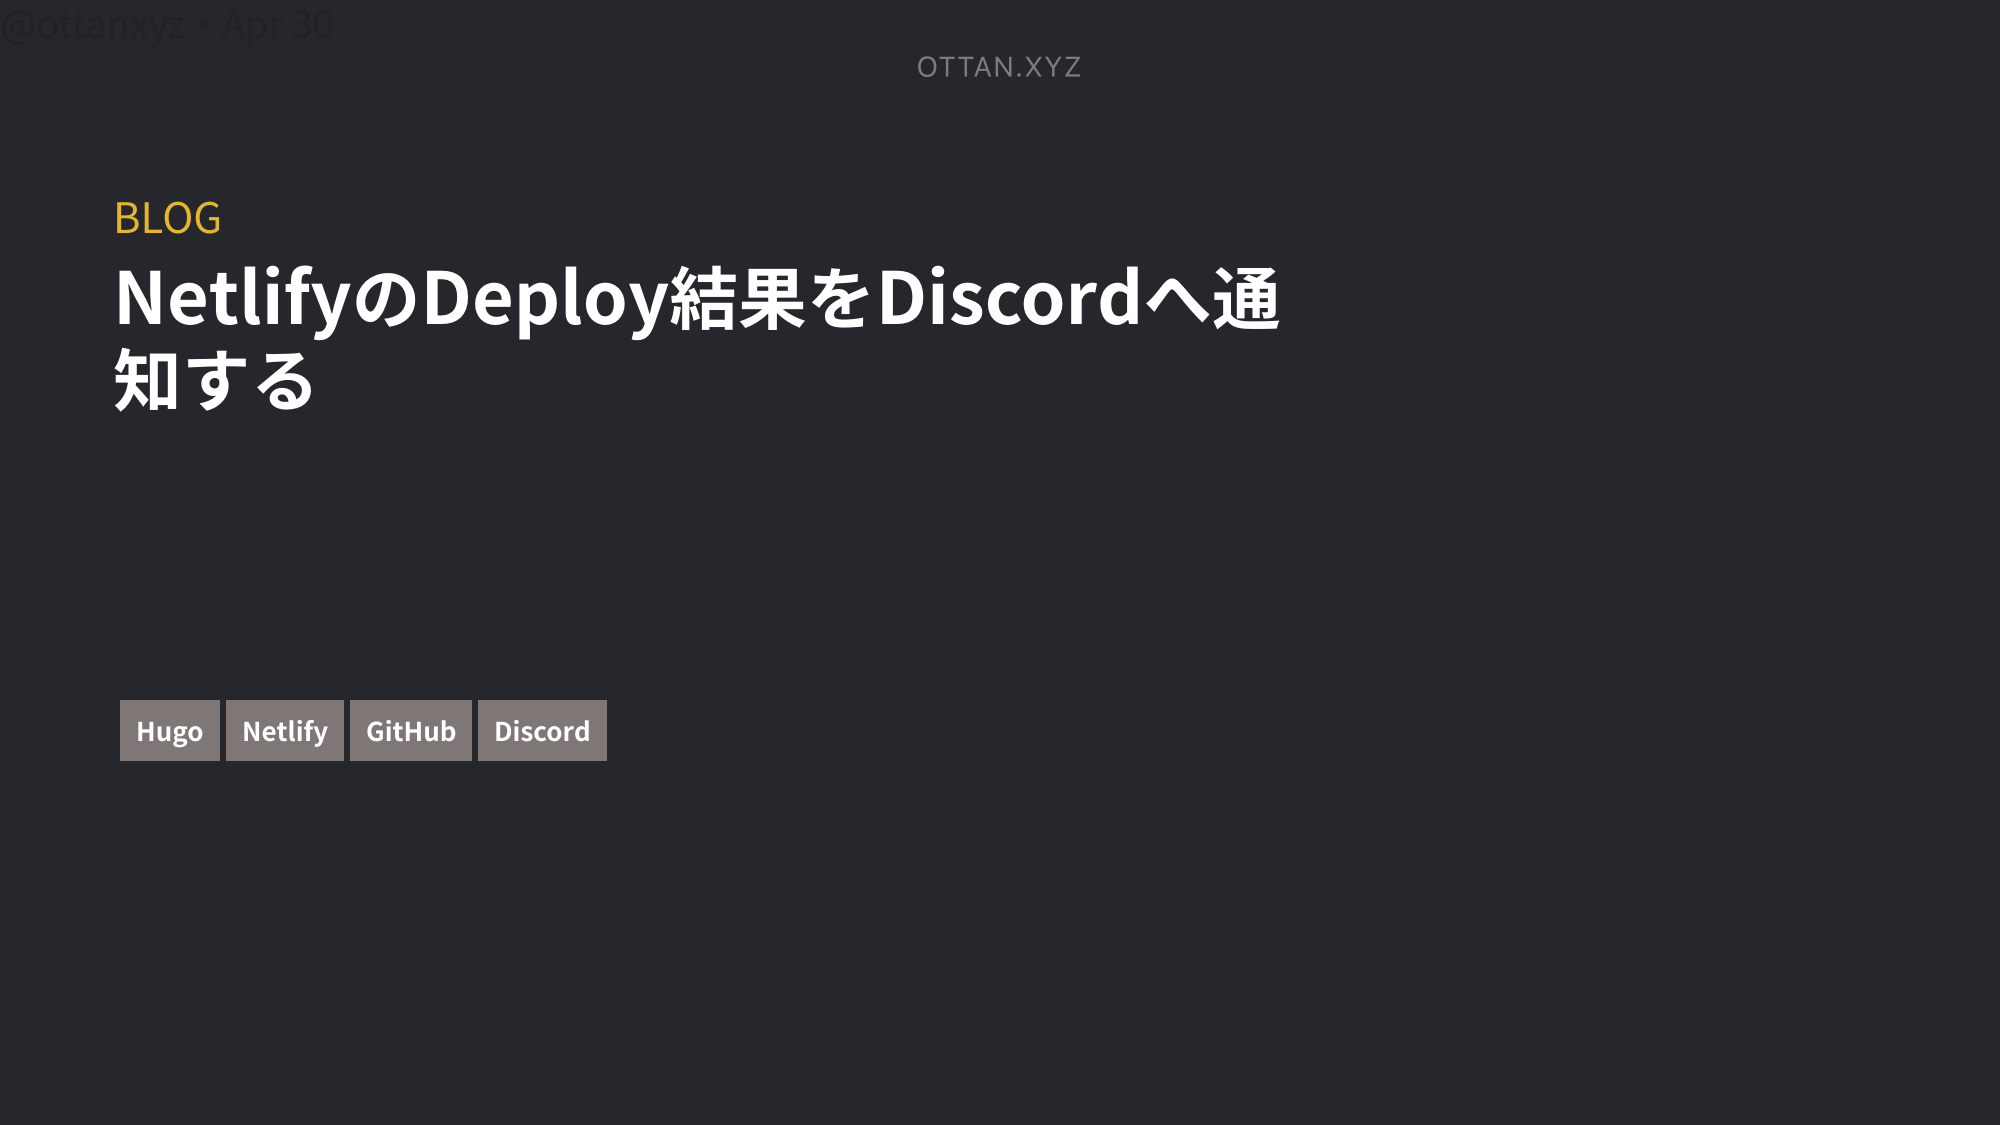 @ottanxyz・Apr 30
OTTAN.XYZ
BLOG
NetlifyのDeploy結果をDiscordへ通
知する
Hugo Netlify GitHub Discord